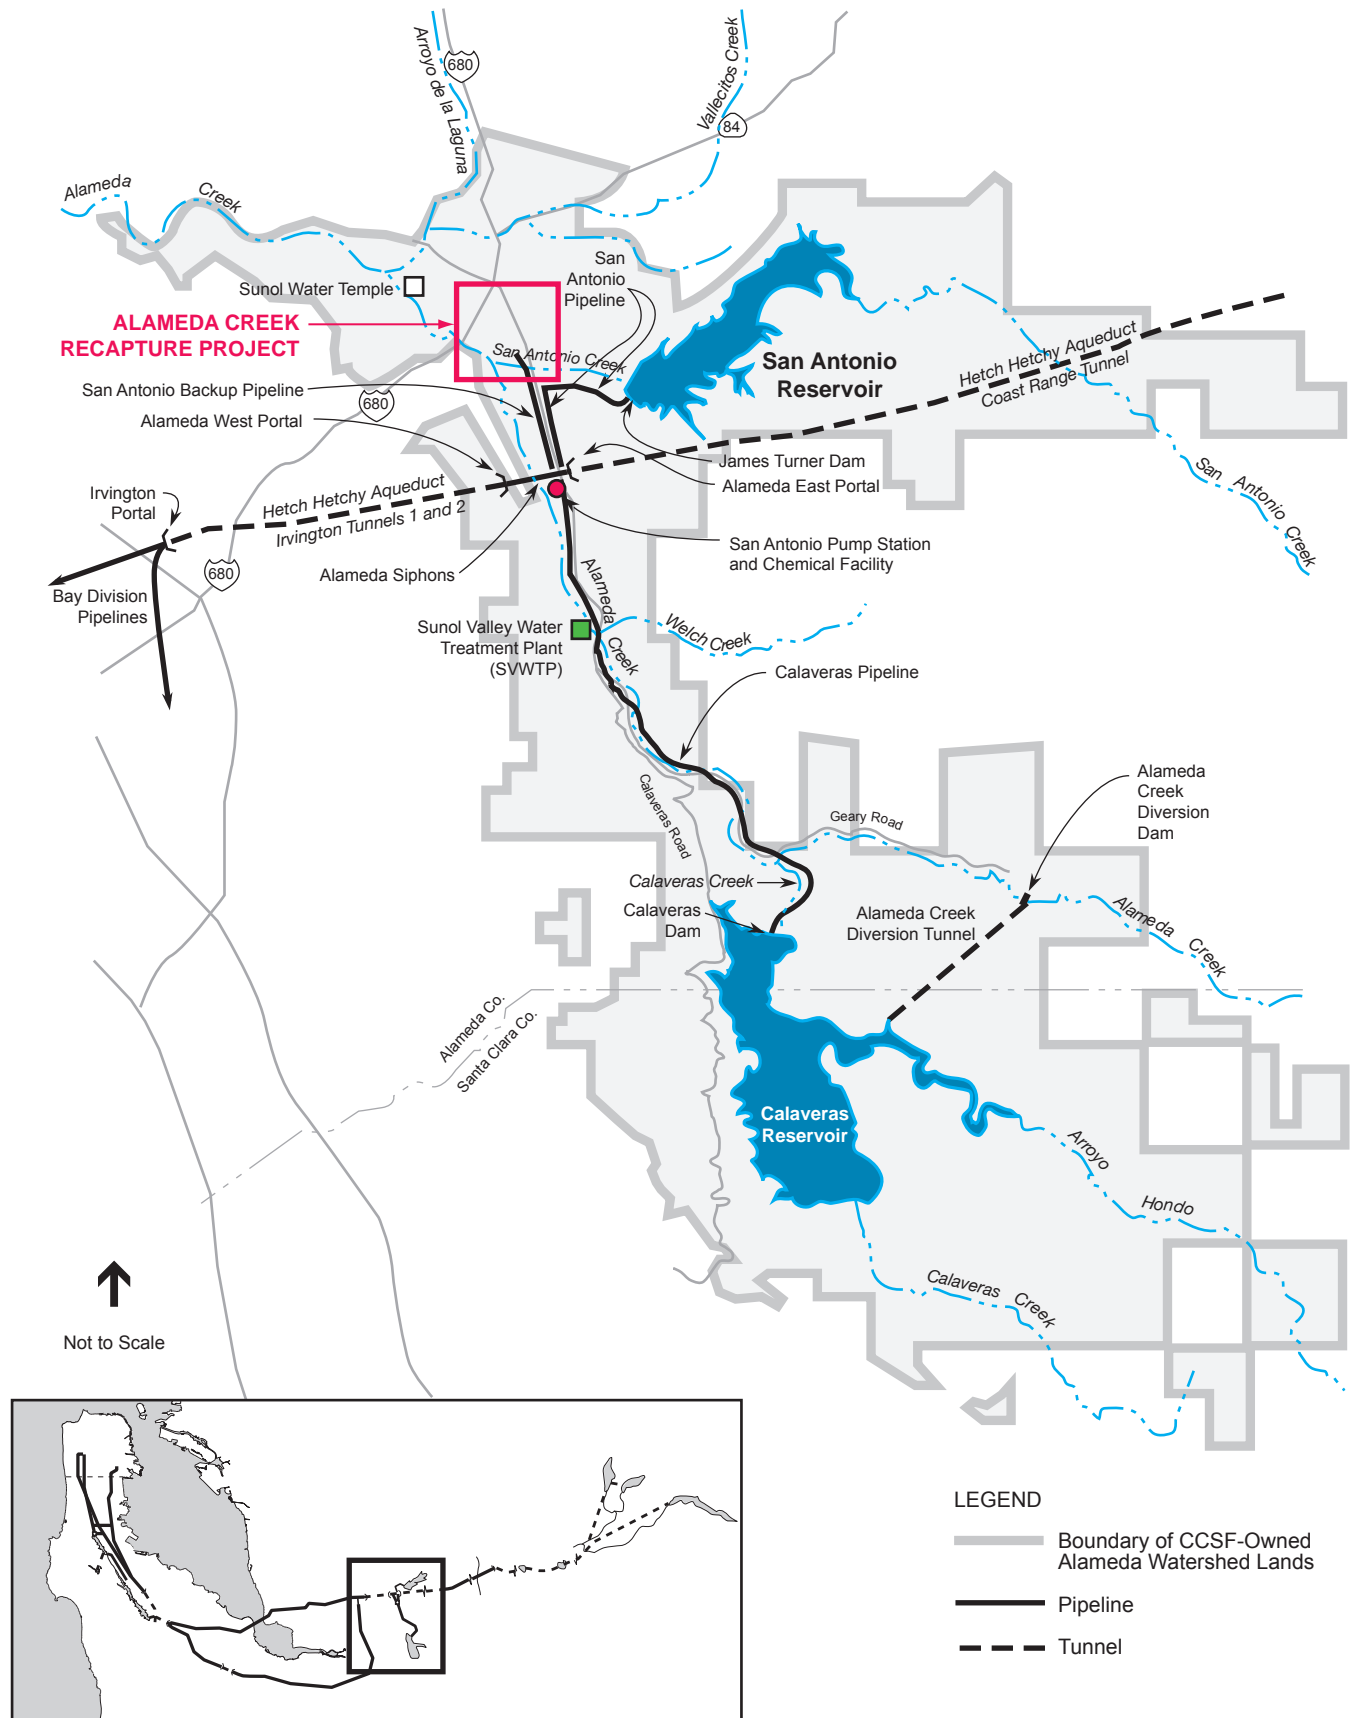 Arroyo de la Laguna
680
Vallecitos Creek
84
Alameda
Creek
Sunol Water Temple
San
Antonio
Pipeline
ALAMEDA CREEK
RECAPTURE PROJECT
San Antonio Creek
San Antonio
Reservoir
Hetch Hetchy Aqueduct
Coast Range Tunnel
San Antonio Backup Pipeline
680
Alameda West Portal
James Turner Dam
Alameda East Portal
San Antonio Creek
Irvington
Portal
Hetch Hetchy Aqueduct
Irvington Tunnels 1 and 2
San Antonio Pump Station
and Chemical Facility
680
Alameda Siphons
Bay Division
Pipelines
Alameda Creek
Welch Creek
Sunol Valley Water
Treatment Plant
(SVWTP)
Calaveras Pipeline
Calaveras Road
Geary Road
Alameda
Creek
Diversion
Dam
Calaveras Creek
Calaveras
Dam
Alameda Creek
Diversion Tunnel
Alameda Creek
Alameda Co.
Santa Clara Co.
Calaveras
Reservoir
Arroyo
Hondo
Calaveras Creek
Not to Scale
LEGEND
Boundary of CCSF-Owned
Alameda Watershed Lands
Pipeline
Tunnel